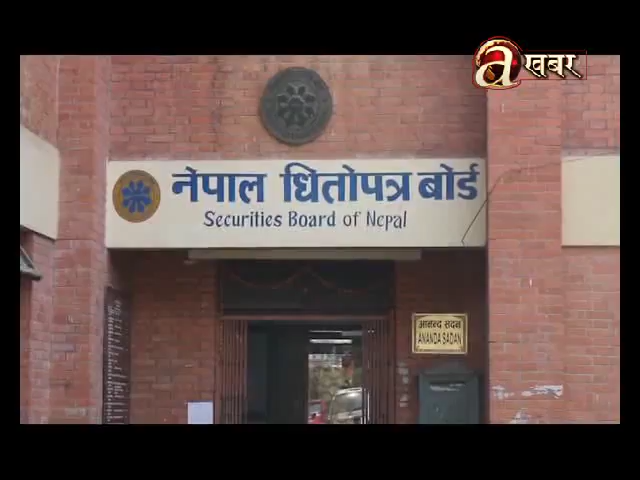 a खबर
नेपाल धितोपत्र बोर्ड
Securities Board of Nepal
आनन्द सदन
ANANDA SADAN